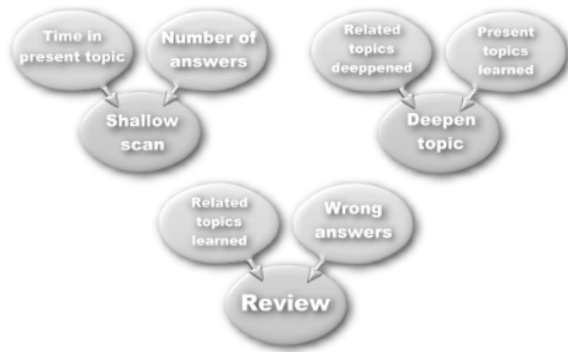 Time in
present topic
Number of
answers
Shallow
scan
Related
topics
deeppened
Present
topics
learned
Deepen
topic
Related
topics
learned
Wrong
answers
Review